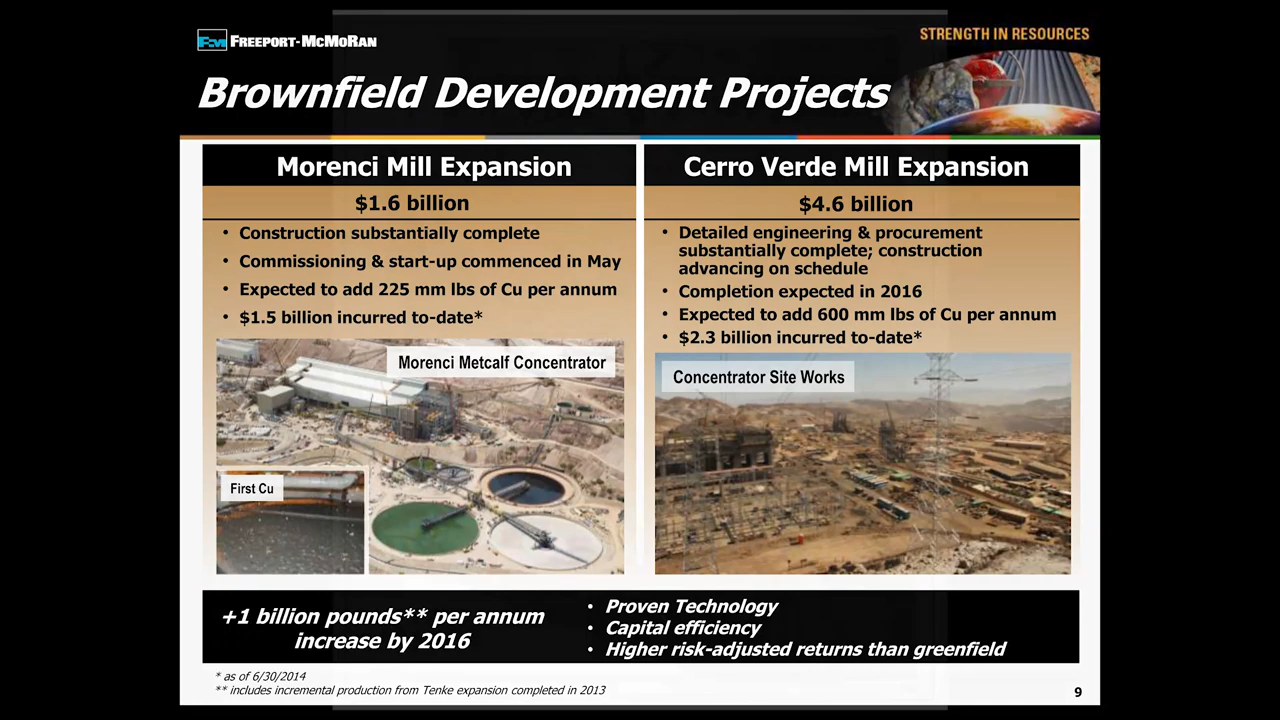 FCX FREEPORT-McMoRAN
STRENGTH IN RESOURCES
Brownfield Development Projects
Morenci Mill Expansion
$1.6 billion
• Construction substantially complete
• Commissioning & start-up commenced in May
• Expected to add 225 mm lbs of Cu per annum
• $1.5 billion incurred to-date*
Morenci Metcalf Concentrator
First Cu
Cerro Verde Mill Expansion
$4.6 billion
• Detailed engineering & procurement
substantially complete; construction
advancing on schedule
• Completion expected in 2016
• Expected to add 600 mm lbs of Cu per annum
• $2.3 billion incurred to-date*
Concentrator Site Works
+1 billion pounds** per annum
increase by 2016
• Proven Technology
• Capital efficiency
• Higher risk-adjusted returns than greenfield
* as of 6/30/2014
** includes incremental production from Tenke expansion completed in 2013
9